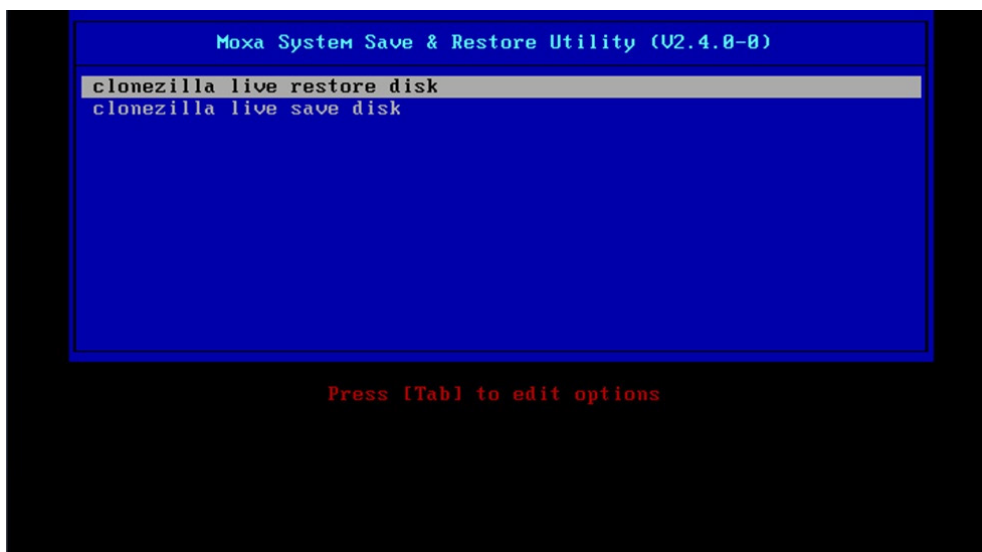 Moxa System Save & Restore Utility (V2.4.0-0)
clonezilla live restore disk
clonezilla live save disk
Press [Tab] to edit options